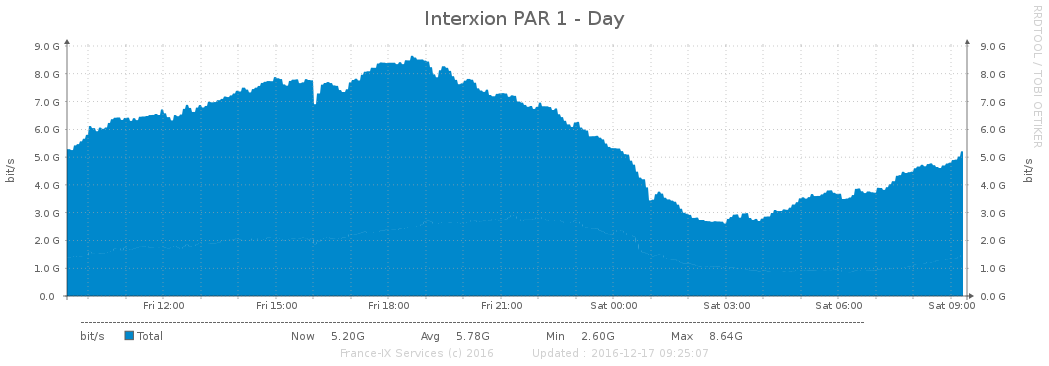 Interxion PAR 1 - Day
RRDTOOL / TOBI OETIKER
bit/s
9.0 G 9.0 G
8.0 G 8.0 G
7.0 G 7.0 G
6.0 G 6.0 G
5.0 G 5.0 G
4.0 G 4.0 G
3.0 G 3.0 G
2.0 G 2.0 G
1.0 G 1.0 G
0.0 0.0 G
bit/s
Fri 12:00 Fri 15:00 Fri 18:00 Fri 21:00 Sat 00:00 Sat 03:00 Sat 06:00 Sat 09:00
bit/s Total Now 5.20G Avg 5.78G Min 2.60G Max 8.64G
France-IX Services (c) 2016 Updated : 2016-12-17 09:25:07